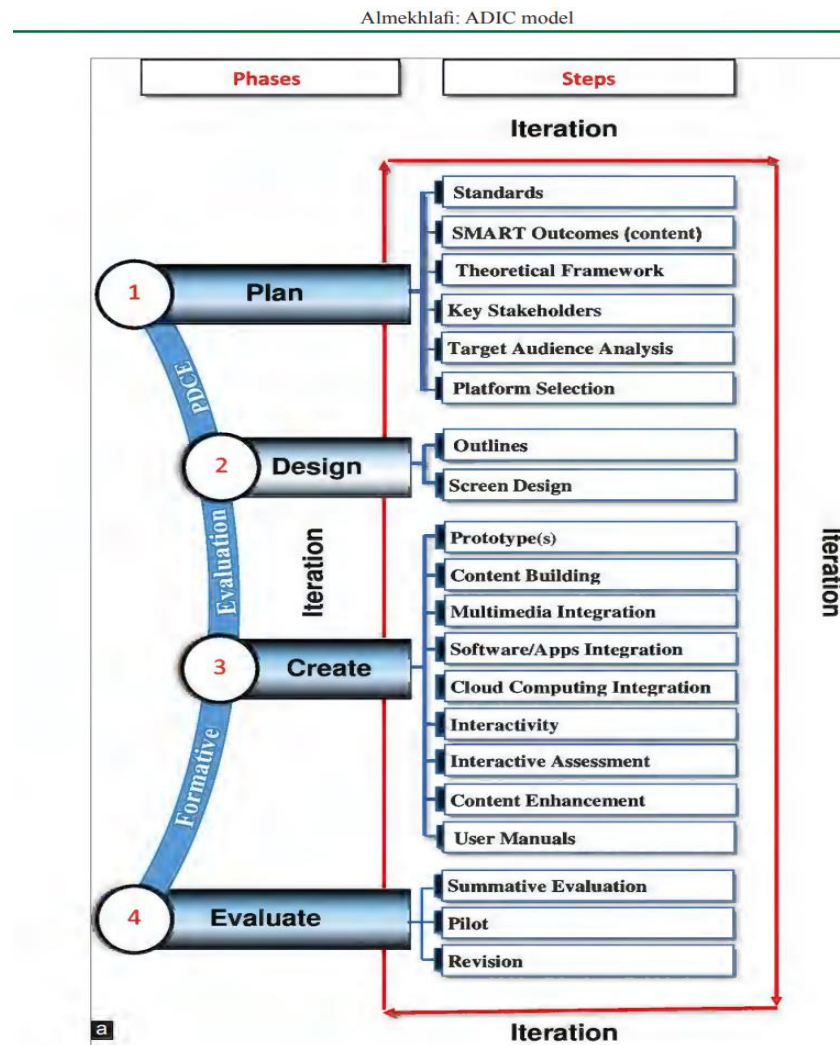 Almekhlafi: ADIC model
Phases
Steps
Iteration
1
Plan
Standards
SMART Outcomes (content)
Theoretical Framework
Key Stakeholders
Target Audience Analysis
Platform Selection
PDCE
2
Design
Outlines
Screen Design
Evaluation
Iteration
Iteration
3
Create
Prototype(s)
Content Building
Multimedia Integration
Software/Apps Integration
Cloud Computing Integration
Interactivity
Interactive Assessment
Content Enhancement
User Manuals
Formative
4
Evaluate
Summative Evaluation
Pilot
Revision
a
Iteration